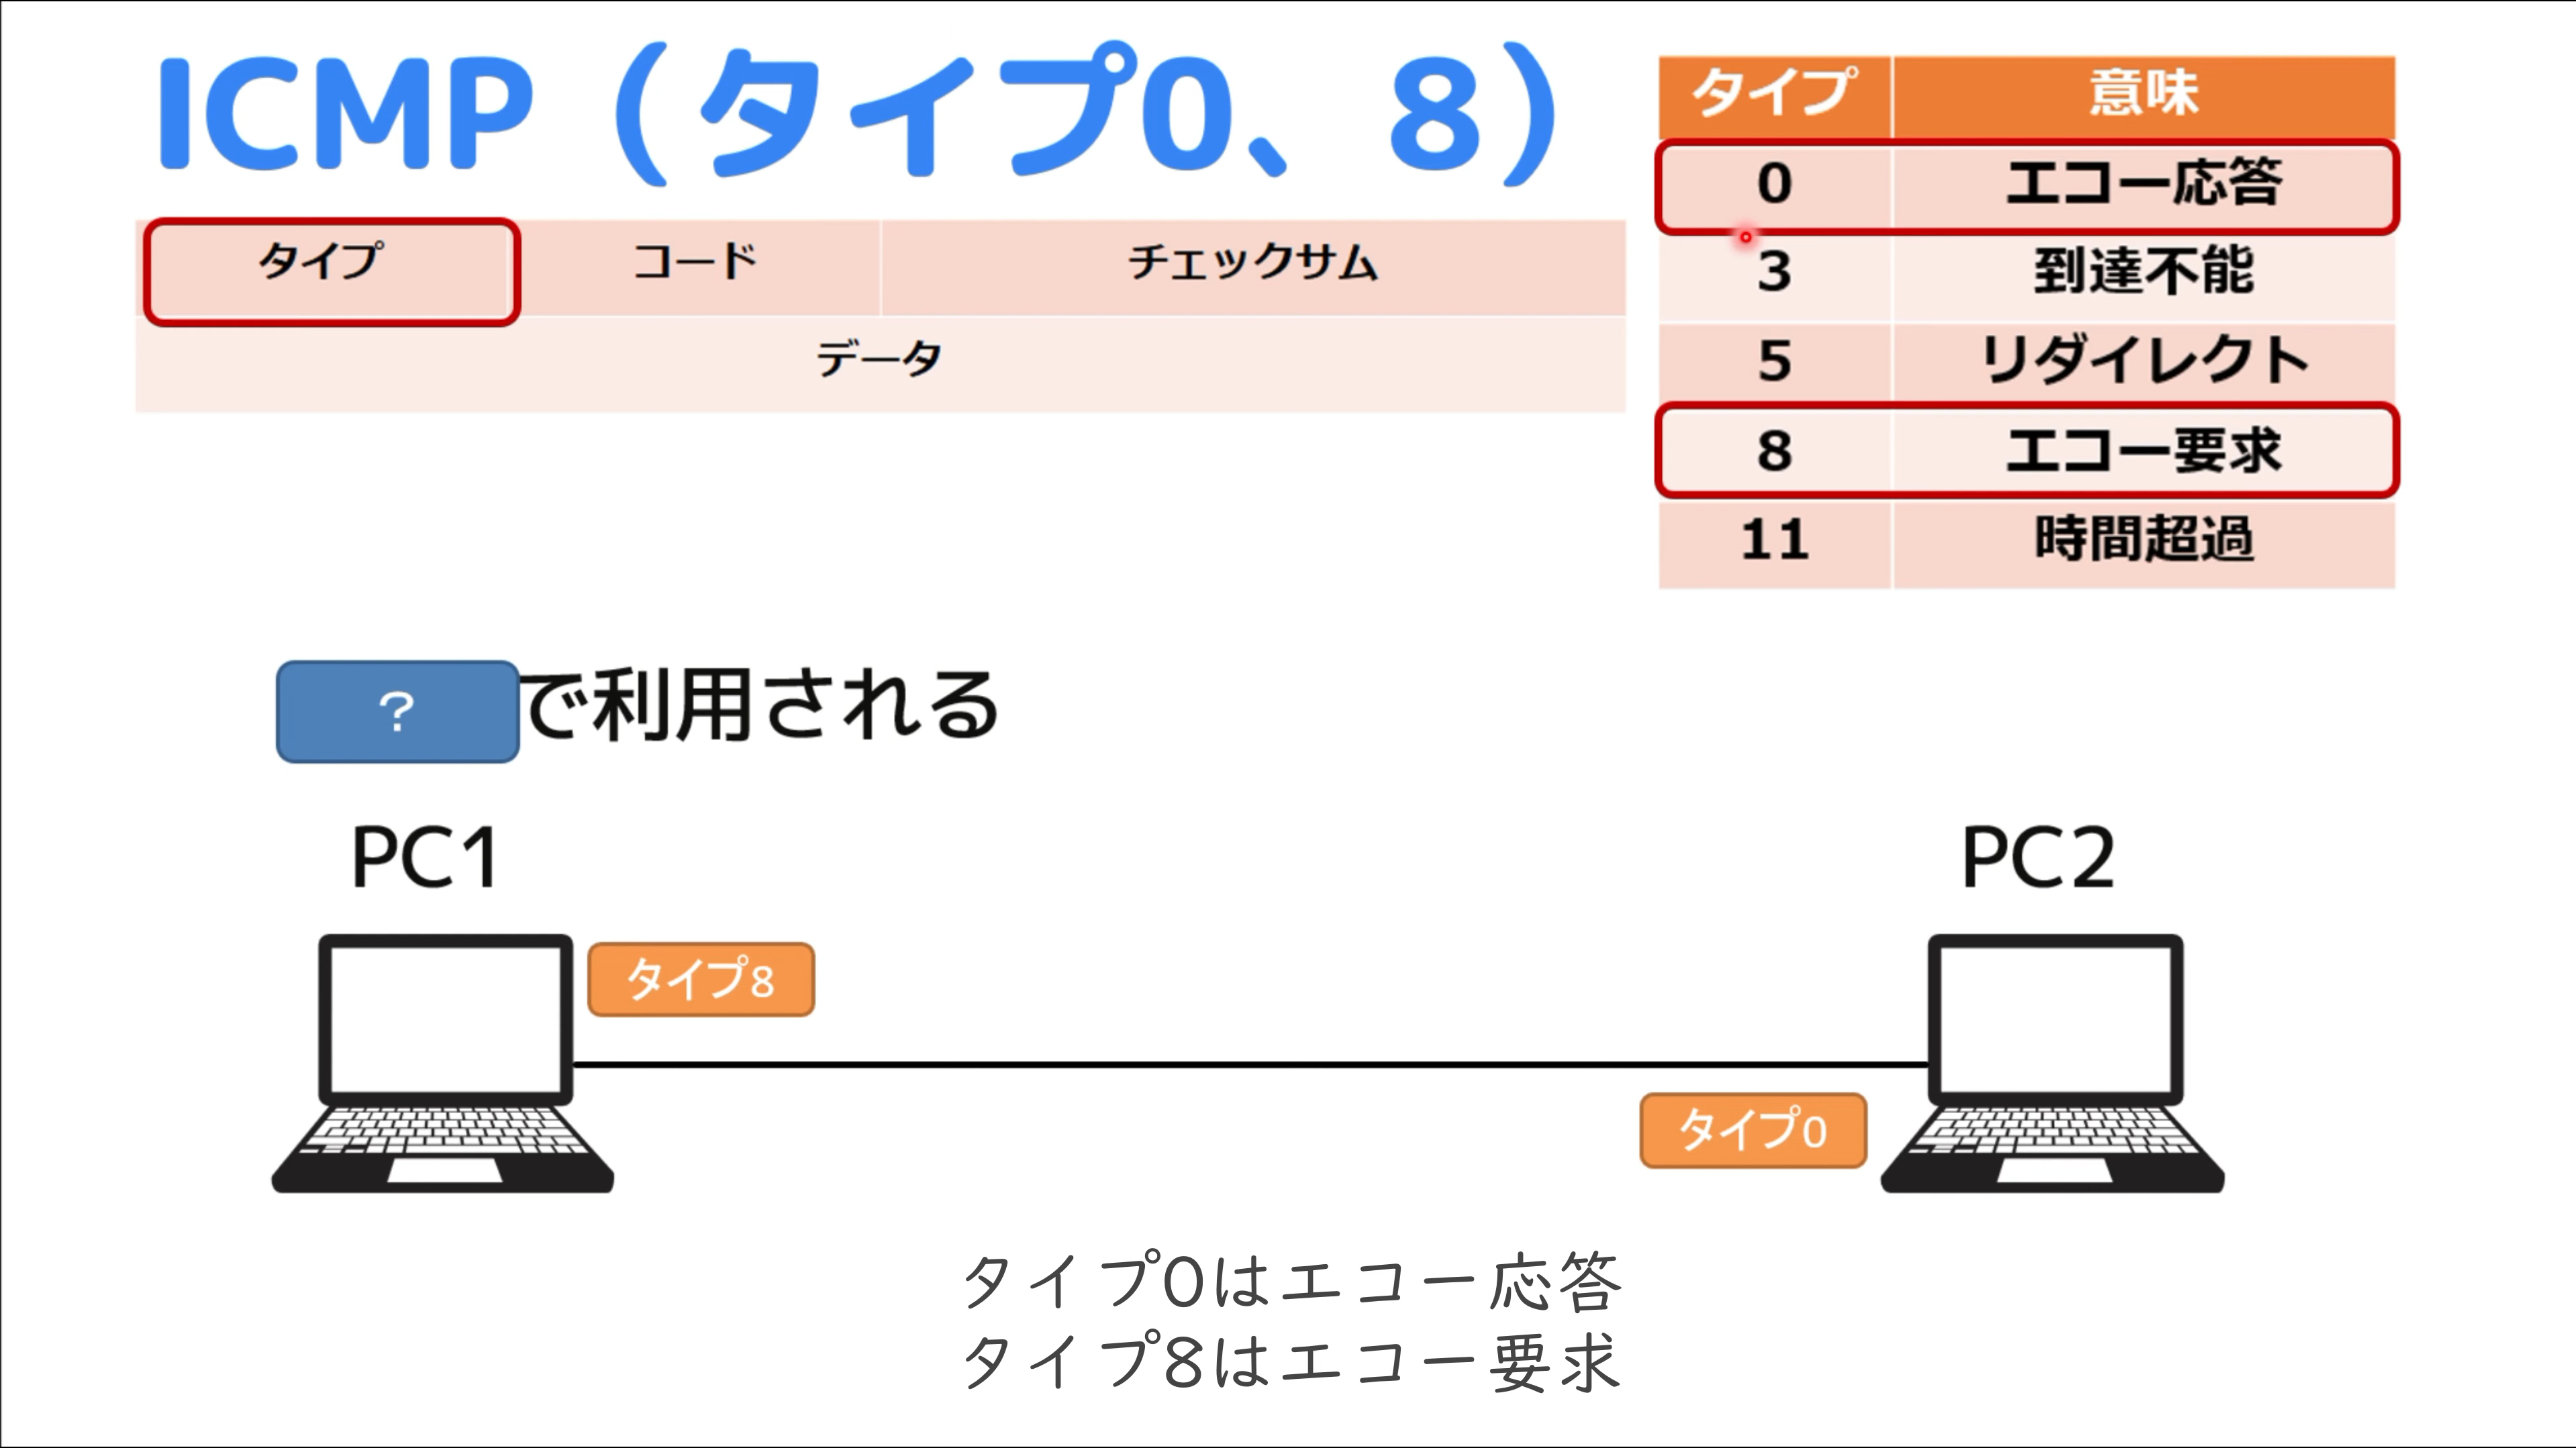 ICMP（タイプ0、8）
タイプ 意味
0 エコー応答
3 到達不能
5 リダイレクト
8 エコー要求
11 時間超過
タイプ コード チェックサム
データ
？で利用される
PC1
PC2
タイプ8
タイプ0
タイプ0はエコー応答
タイプ8はエコー要求